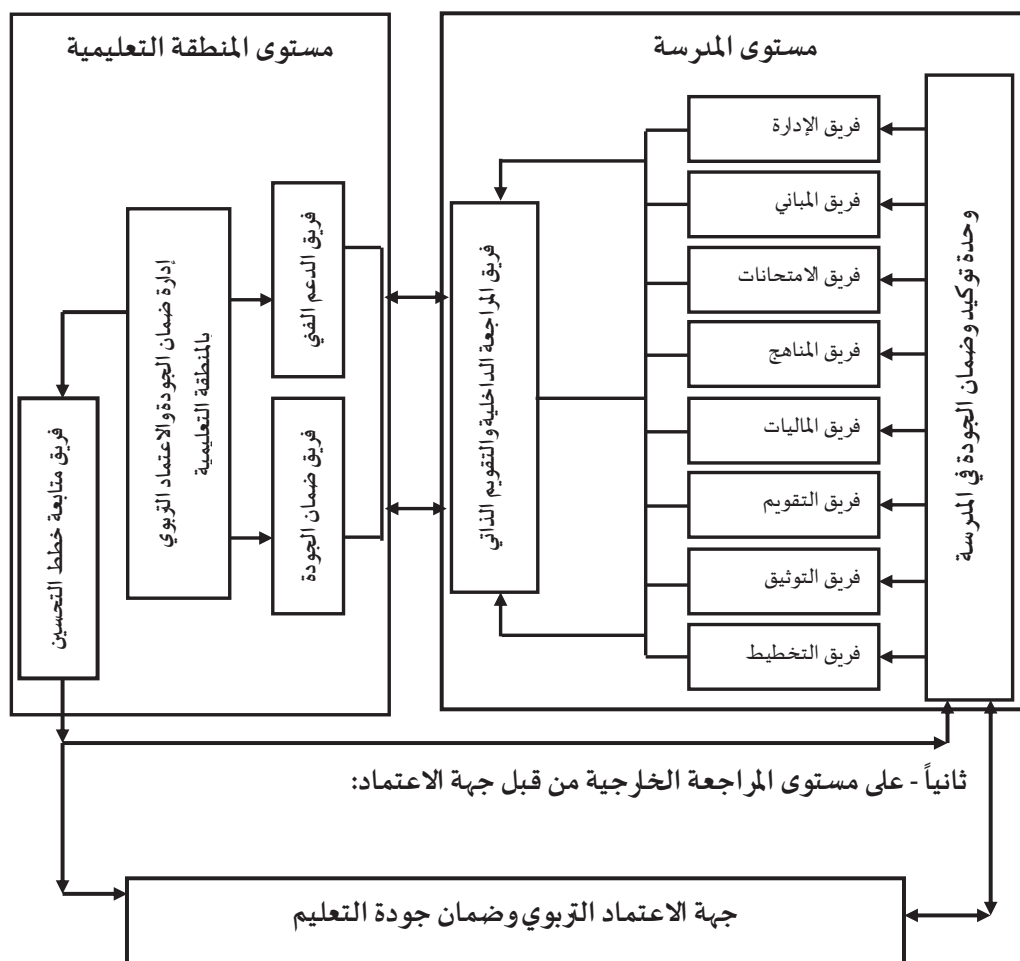 مستوى المدرسة
وحدة توكيد وضمان الجودة في المدرسة
فريق الإدارة
فريق المباني
فريق الامتحانات
فريق المناهج
فريق الماليات
فريق التقويم
فريق التوثيق
فريق التخطيط
فريق المراجعة الداخلية والتقويم الذاتي
مستوى المنطقة التعليمية
فريق الدعم الفني
فريق ضمان الجودة
إدارة ضمان الجودة والاعتماد التربوي
بالمنطقة التعليمية
فريق متابعة خطط التحسين
ثانياً - على مستوى المراجعة الخارجية من قبل جهة الاعتماد:
جهة الاعتماد التربوي وضمان جودة التعليم